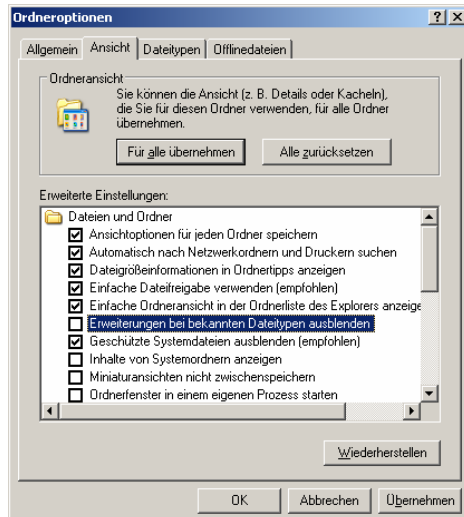 Ordneroptionen
Allgemein Ansicht Dateitypen Offlinedateien
Ordneransicht
Sie können die Ansicht (z. B. Details oder Kacheln),
die Sie für diesen Ordner verwenden, für alle Ordner
übernehmen.
Für alle übernehmen Alle zurücksetzen
Erweiterte Einstellungen:
Dateien und Ordner
Ansichtoptionen für jeden Ordner speichern
Automatisch nach Netzwerkordnern und Druckern suchen
Dateigrößeinformationen in Ordnertipps anzeigen
Einfache Dateifreigabe verwenden (empfohlen)
Einfache Ordneransicht in der Ordnerliste des Explorers anzeige
Erweiterungen bei bekannten Dateitypen ausblenden
Geschützte Systemdateien ausblenden (empfohlen)
Inhalte von Systemordnern anzeigen
Miniaturansichten nicht zwischenspeichern
Ordnerfenster in einem eigenen Prozess starten
Wiederherstellen
OK Abbrechen Übernehmen